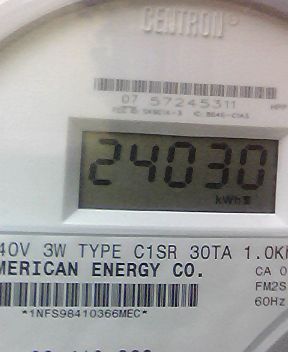 CENTRON
07 57245311
24030
kWh
40V 3W TYPE C1SR 30TA 1.0K
MERICAN ENERGY CO.
CA 0
FM2S
60Hz
*1NFS98410366MEC*